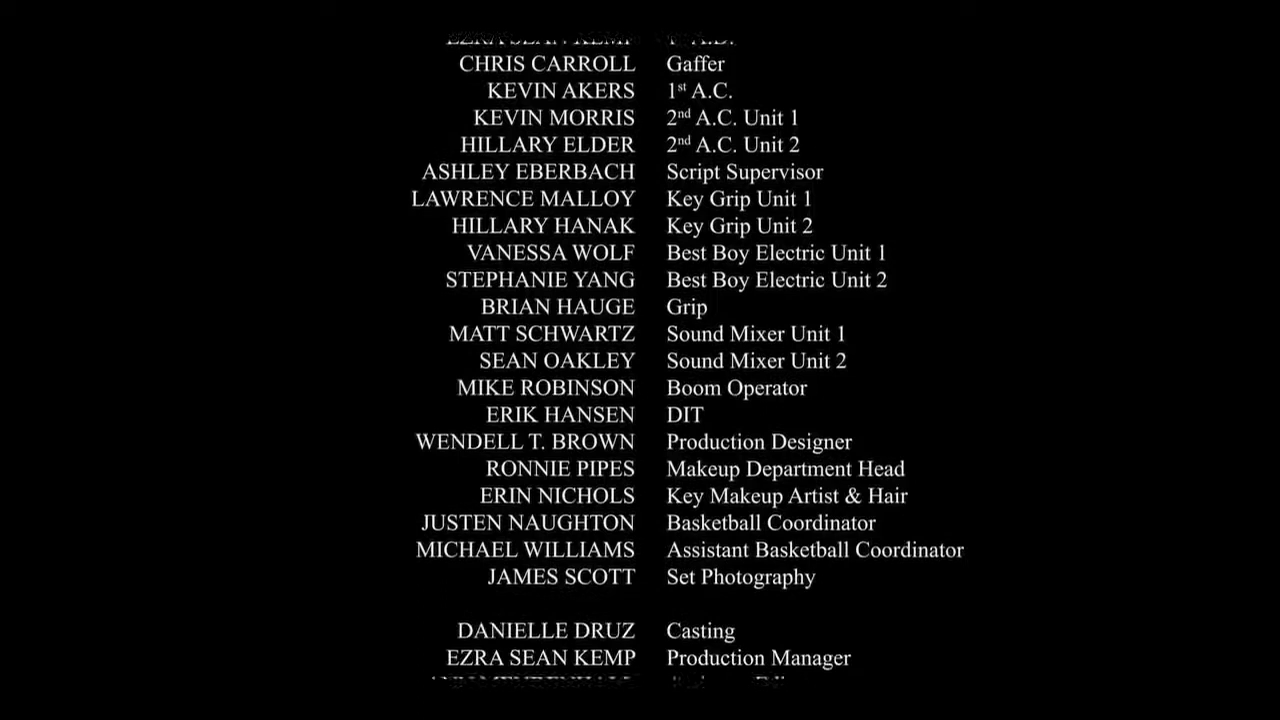 EZRA SEAN KEMP 1st A.D.
CHRIS CARROLL Gaffer
KEVIN AKERS 1st A.C.
KEVIN MORRIS 2nd A.C. Unit 1
HILLARY ELDER 2nd A.C. Unit 2
ASHLEY EBERBACH Script Supervisor
LAWRENCE MALLOY Key Grip Unit 1
HILLARY HANAK Key Grip Unit 2
VANESSA WOLF Best Boy Electric Unit 1
STEPHANIE YANG Best Boy Electric Unit 2
BRIAN HAUGE Grip
MATT SCHWARTZ Sound Mixer Unit 1
SEAN OAKLEY Sound Mixer Unit 2
MIKE ROBINSON Boom Operator
ERIK HANSEN DIT
WENDELL T. BROWN Production Designer
RONNIE PIPES Makeup Department Head
ERIN NICHOLS Key Makeup Artist & Hair
JUSTEN NAUGHTON Basketball Coordinator
MICHAEL WILLIAMS Assistant Basketball Coordinator
JAMES SCOTT Set Photography
DANIELLE DRUZ Casting
EZRA SEAN KEMP Production Manager